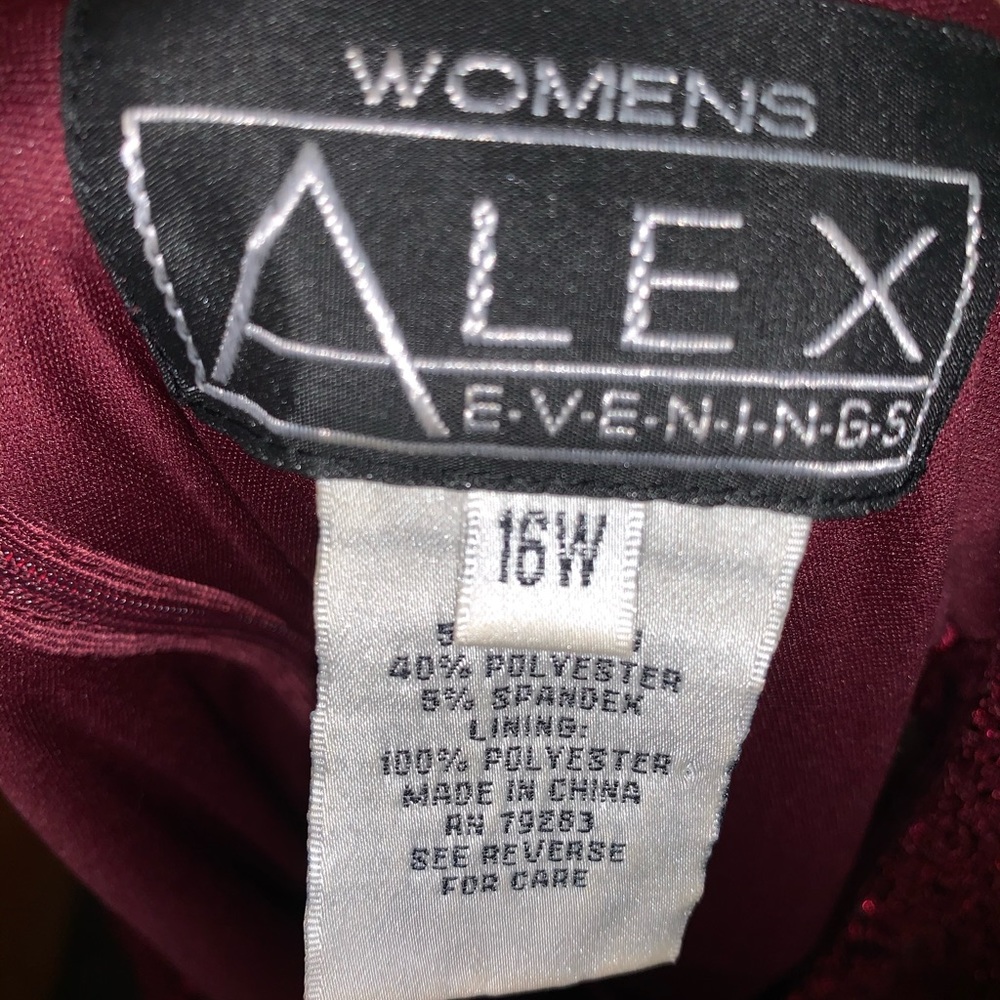 WOMENS
ALEX
E·V·E·N·I·N·G·S
16W
40% POLYESTER
5% SPANDEX
LINING:
100% POLYESTER
MADE IN CHINA
RN 79283
SEE REVERSE
FOR CARE